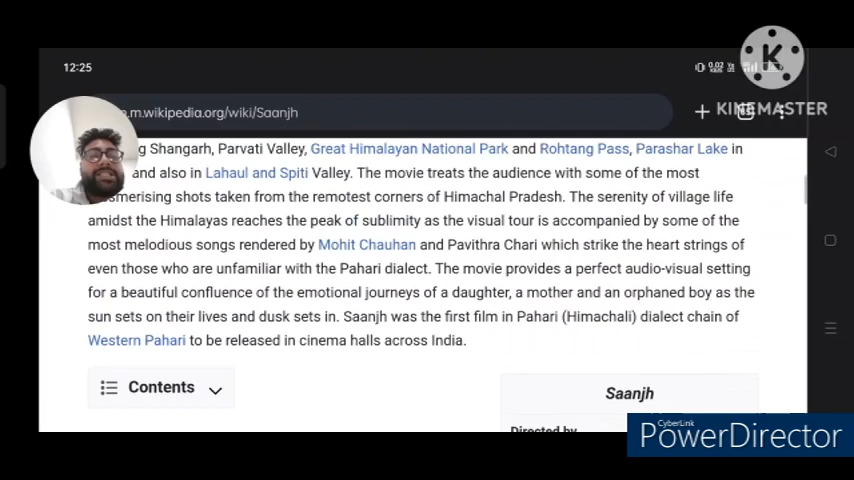 12:25
0.02
KINEMASTER
.m.wikipedia.org/wiki/Saanjh
g Shangarh, Parvati Valley, Great Himalayan National Park and Rohtang Pass, Parashar Lake in
and also in Lahaul and Spiti Valley. The movie treats the audience with some of the most
esmerising shots taken from the remotest corners of Himachal Pradesh. The serenity of village life
amidst the Himalayas reaches the peak of sublimity as the visual tour is accompanied by some of the
most melodious songs rendered by Mohit Chauhan and Pavithra Chari which strike the heart strings of
even those who are unfamiliar with the Pahari dialect. The movie provides a perfect audio-visual setting
for a beautiful confluence of the emotional journeys of a daughter, a mother and an orphaned boy as the
sun sets on their lives and dusk sets in. Saanjh was the first film in Pahari (Himachali) dialect chain of
Western Pahari to be released in cinema halls across India.
Contents
Saanjh
Directed by
CyberLink
PowerDirector